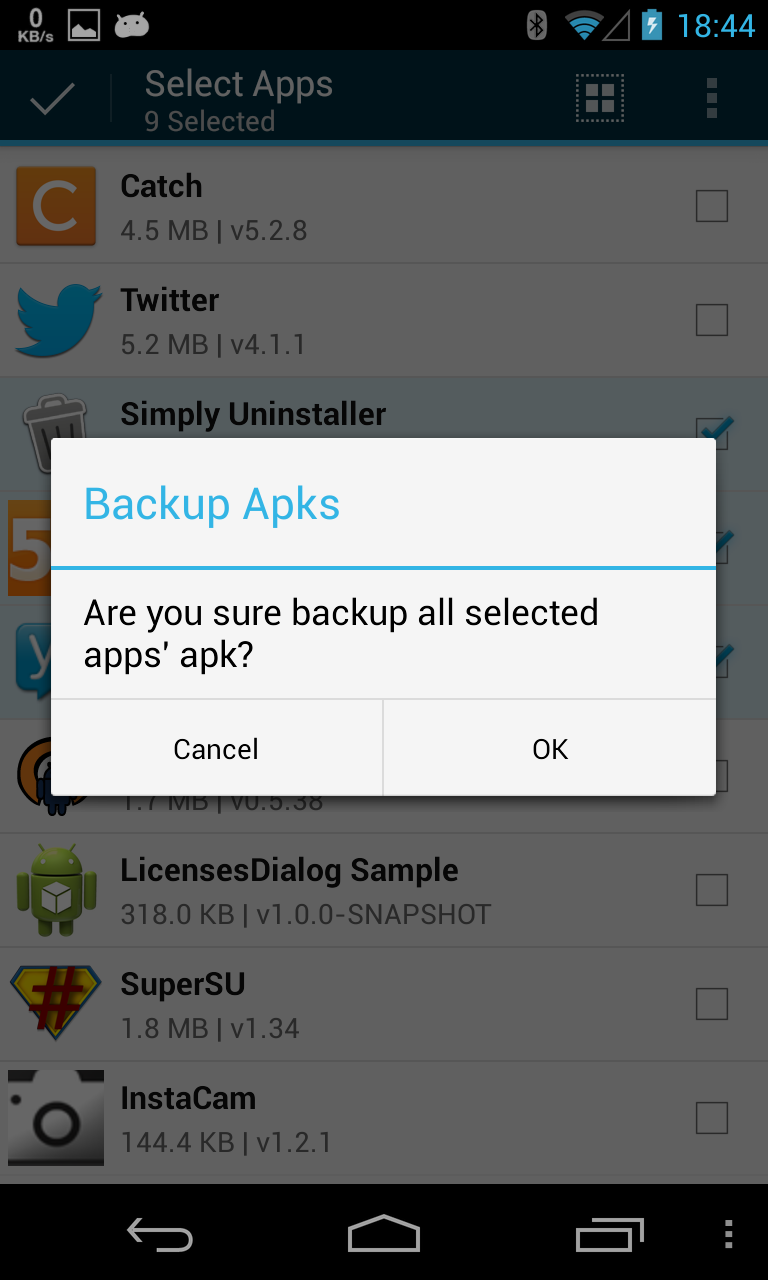 0
KB/s
18:44
Select Apps
9 Selected
Catch
4.5 MB | v5.2.8
Twitter
5.2 MB | v4.1.1
Simply Uninstaller
Backup Apks
Are you sure backup all selected
apps' apk?
Cancel
OK
1.7 MB | v0.5.38
LicensesDialog Sample
318.0 KB | v1.0.0-SNAPSHOT
SuperSU
1.8 MB | v1.34
InstaCam
144.4 KB | v1.2.1